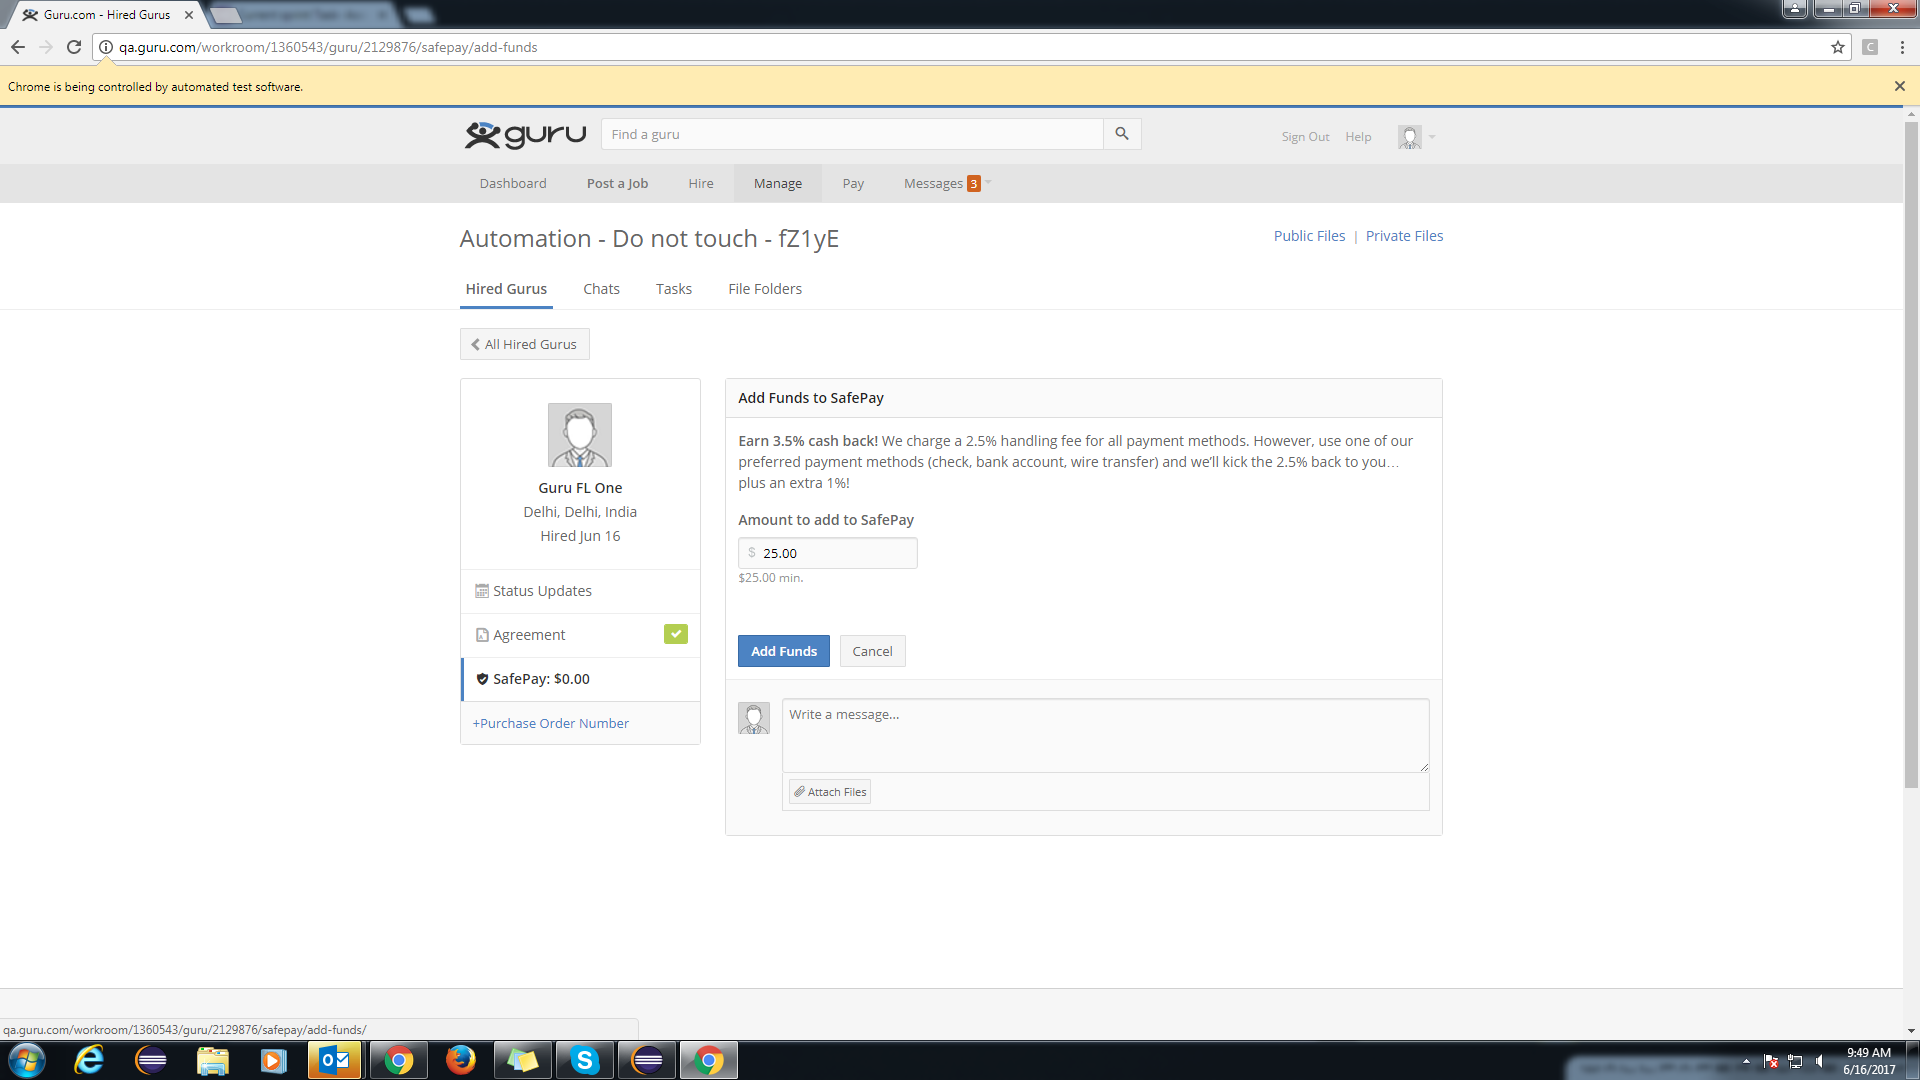 Guru.com - Hired Gurus
qa.guru.com/workroom/1360543/guru/2129876/safepay/add-funds
C
Chrome is being controlled by automated test software.
guru
Find a guru
Sign Out
Help
Dashboard
Post a Job
Hire
Manage
Pay
Messages 3
Automation - Do not touch - fZ1yE
Public Files | Private Files
Hired Gurus
Chats
Tasks
File Folders
All Hired Gurus
Guru FL One
Delhi, Delhi, India
Hired Jun 16
Status Updates
Agreement
SafePay: $0.00
+Purchase Order Number
Add Funds to SafePay
Earn 3.5% cash back! We charge a 2.5% handling fee for all payment methods. However, use one of our
preferred payment methods (check, bank account, wire transfer) and we'll kick the 2.5% back to you...
plus an extra 1%!
Amount to add to SafePay
$ 25.00
$25.00 min.
Add Funds
Cancel
Write a message...
Attach Files
qa.guru.com/workroom/1360543/guru/2129876/safepay/add-funds/
9:49 AM
6/16/2017